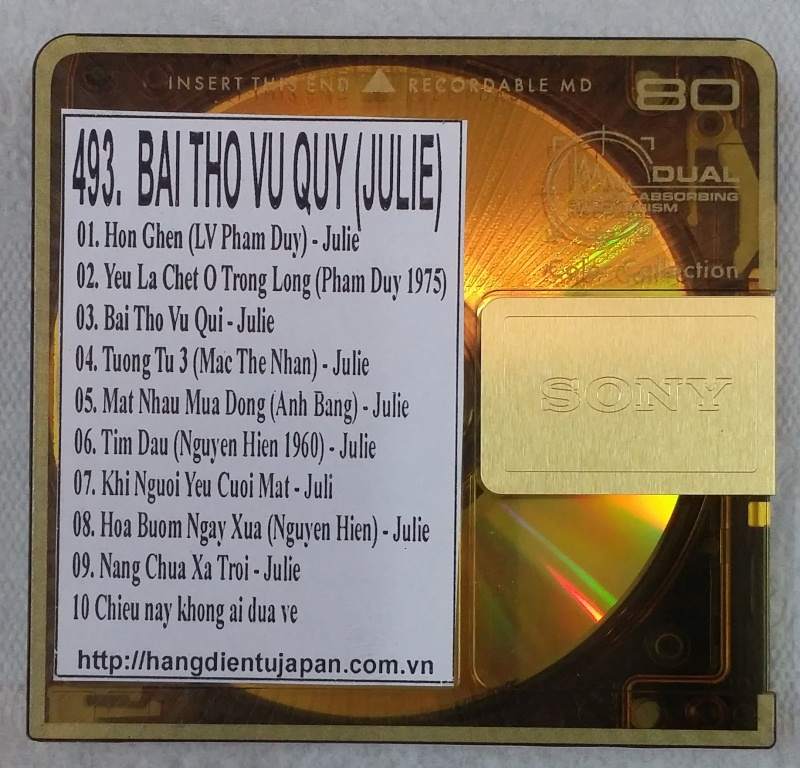 INSERT THIS END RECORDABLE MD
80
DUAL
ABSORBING
Collection
SONY
493. BAI THO VU QUY (JULIE)
01. Hon Ghen (LV Pham Duy) - Julie
02. Yeu La Chet O Trong Long (Pham Duy 1975)
03. Bai Tho Vu Qui - Julie
04. Tuong Tu 3 (Mac The Nhan) - Julie
05. Mat Nhau Mua Dong (Anh Bang) - Julie
06. Tim Dau (Nguyen Hien 1960) - Julie
07. Khi Nguoi Yeu Cuoi Mat - Juli
08. Hoa Buom Ngay Xua (Nguyen Hien) - Julie
09. Nang Chua Xa Troi - Julie
10 Chieu nay khong ai dua ve
http://hangdientujapan.com.vn